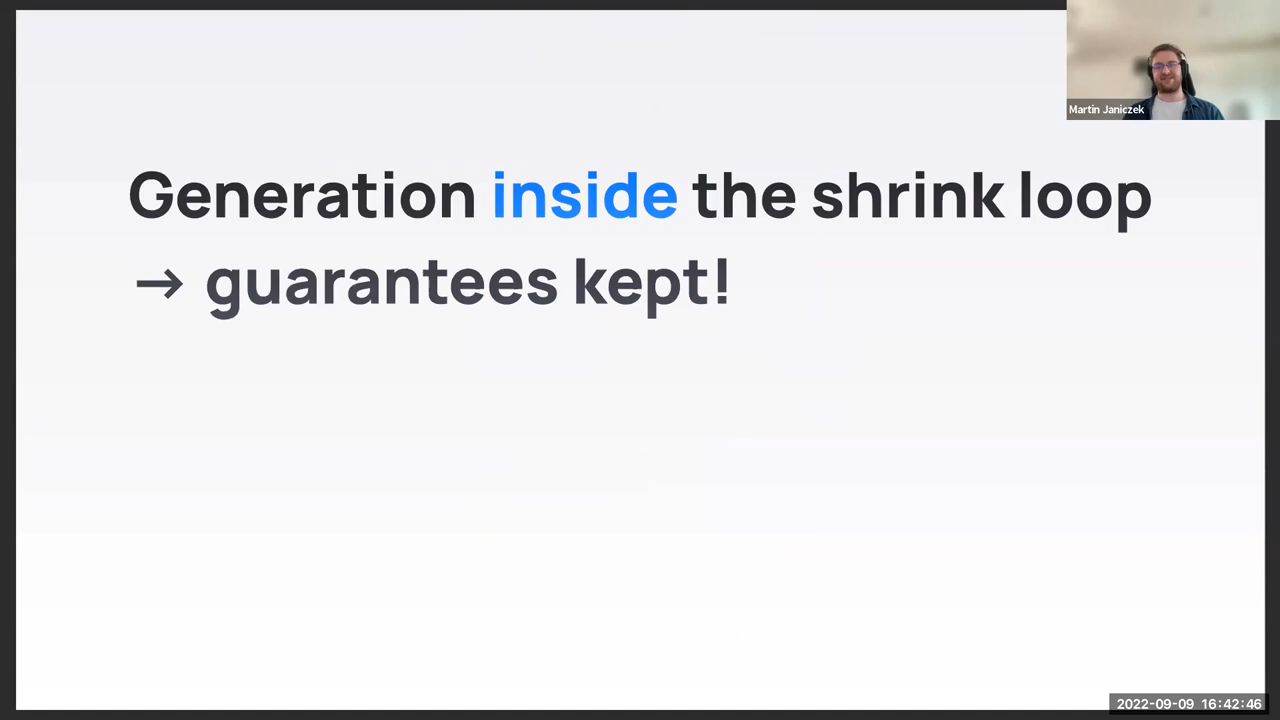 Martin Janiczek
Generation inside the shrink loop
→ guarantees kept!
2022-09-09 16:42:46